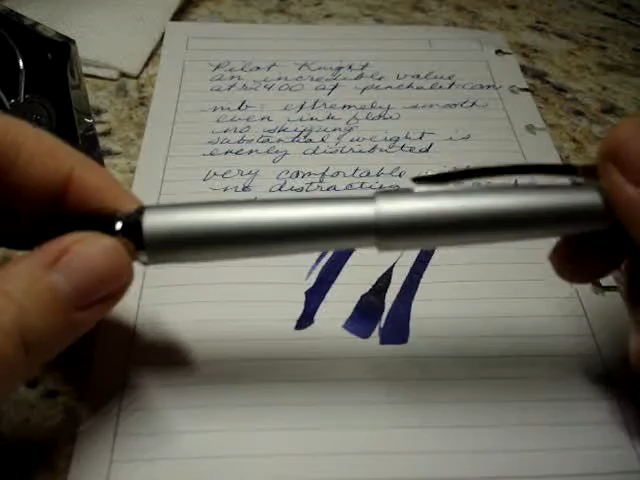 Pilot Knight
an incredible value
at $24.00 at penchalet.com
mb = extremely smooth
even ink flow
no skipping
substantial, weight is
evenly distributed
very comfortable
no distracting